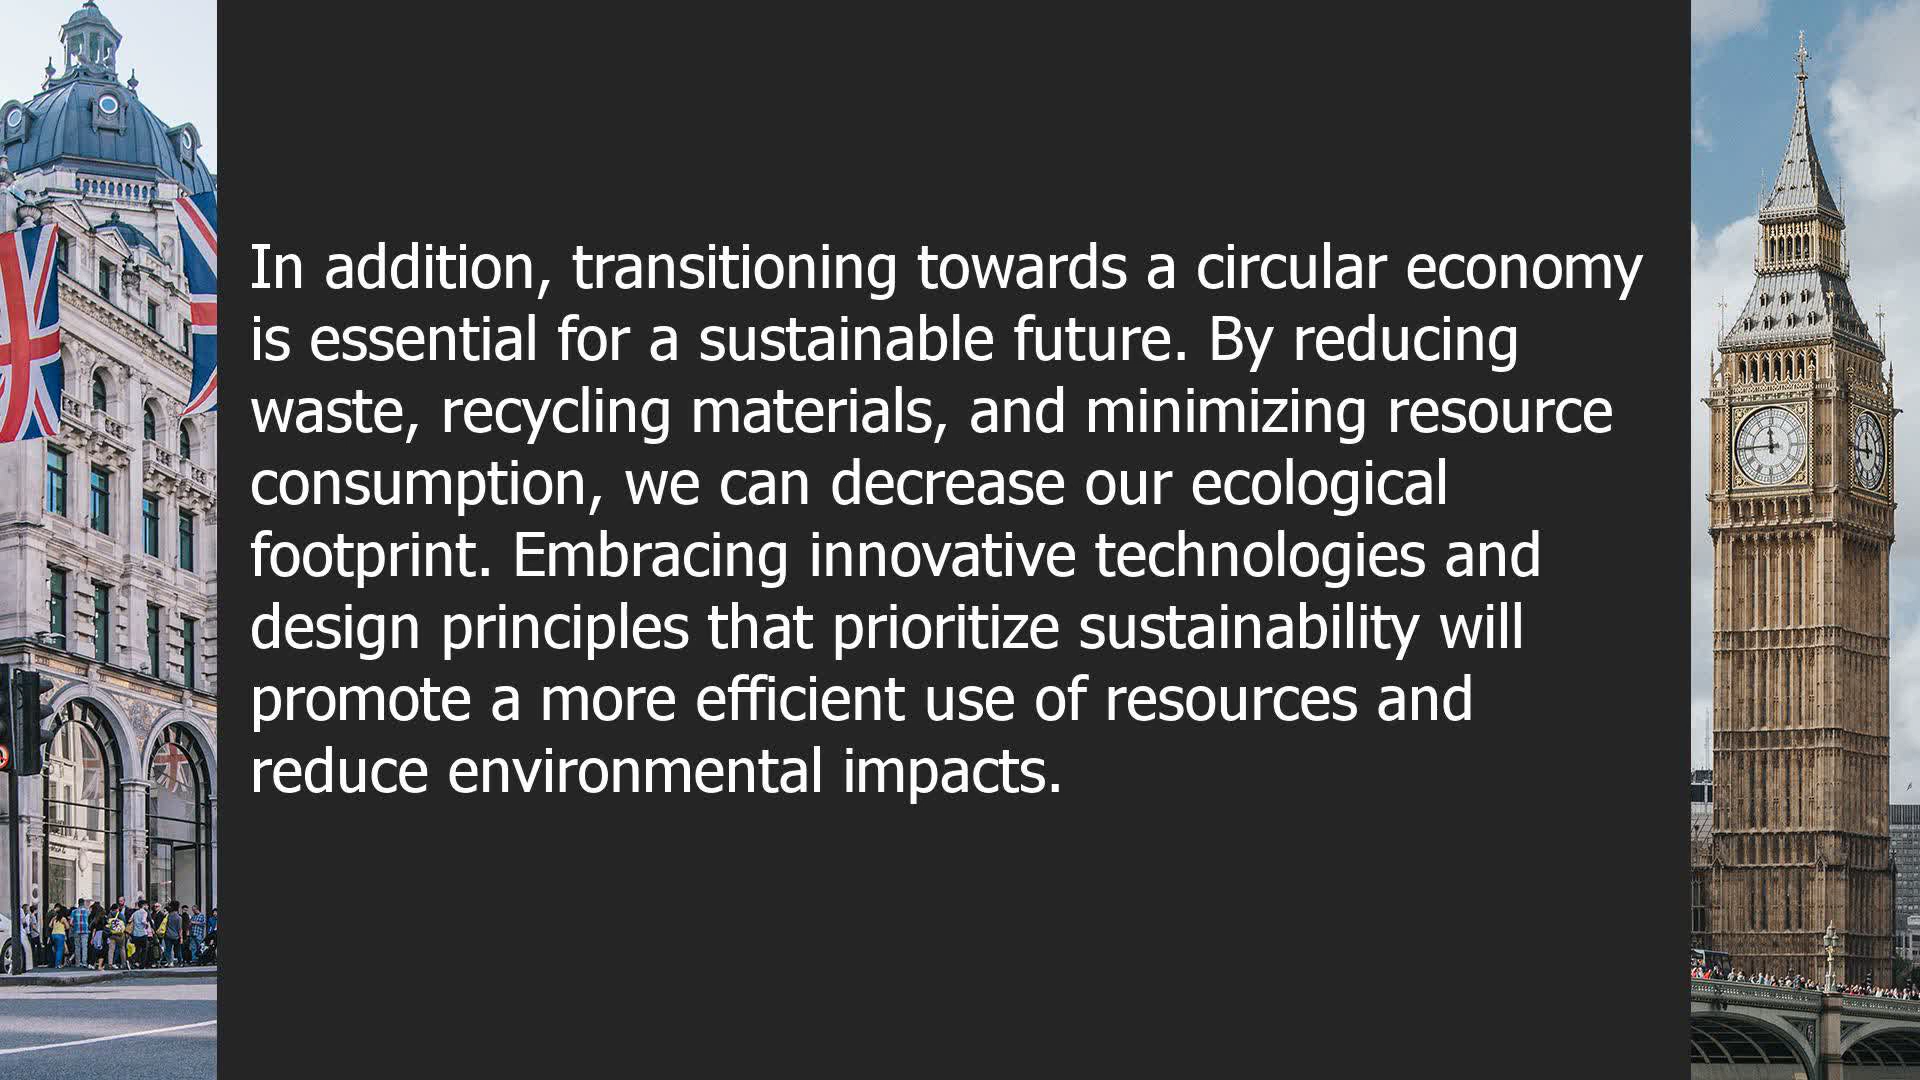 In addition, transitioning towards a circular economy
is essential for a sustainable future. By reducing
waste, recycling materials, and minimizing resource
consumption, we can decrease our ecological
footprint. Embracing innovative technologies and
design principles that prioritize sustainability will
promote a more efficient use of resources and
reduce environmental impacts.